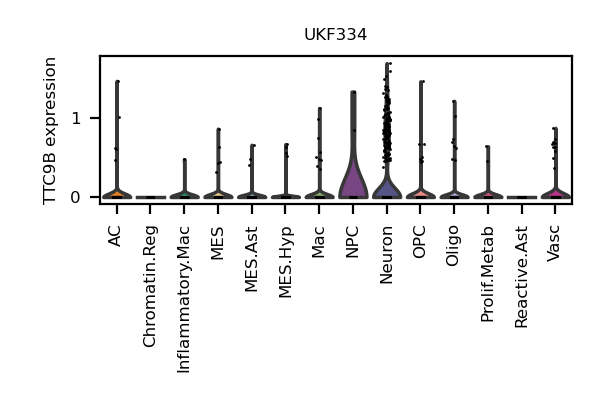 UKF334
TTC9B expression
1
0
AC
Chromatin.Reg
Inflammatory.Mac
MES
MES.Ast
MES.Hyp
Mac
NPC
Neuron
OPC
Oligo
Prolif.Metab
Reactive.Ast
Vasc